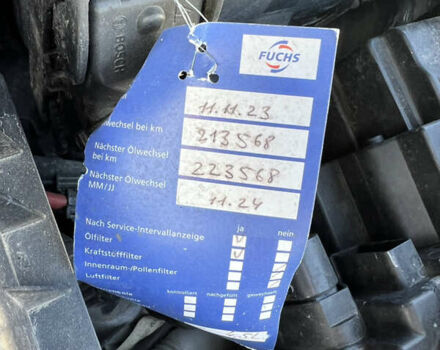 BOSCH
FUCHS
11.11.23
wechsel bei km
213568
Nächster Ölwechsel
bei km
223568
Nächster Ölwechsel
MM/JJ
11.24
ja nein
Nach Service-Intervallanzeige
Ölfilter
Kraftstofffilter
Innenraum-/Pollenfilter
Luftfilter
kontrolliert nachgefüllt gewechselt